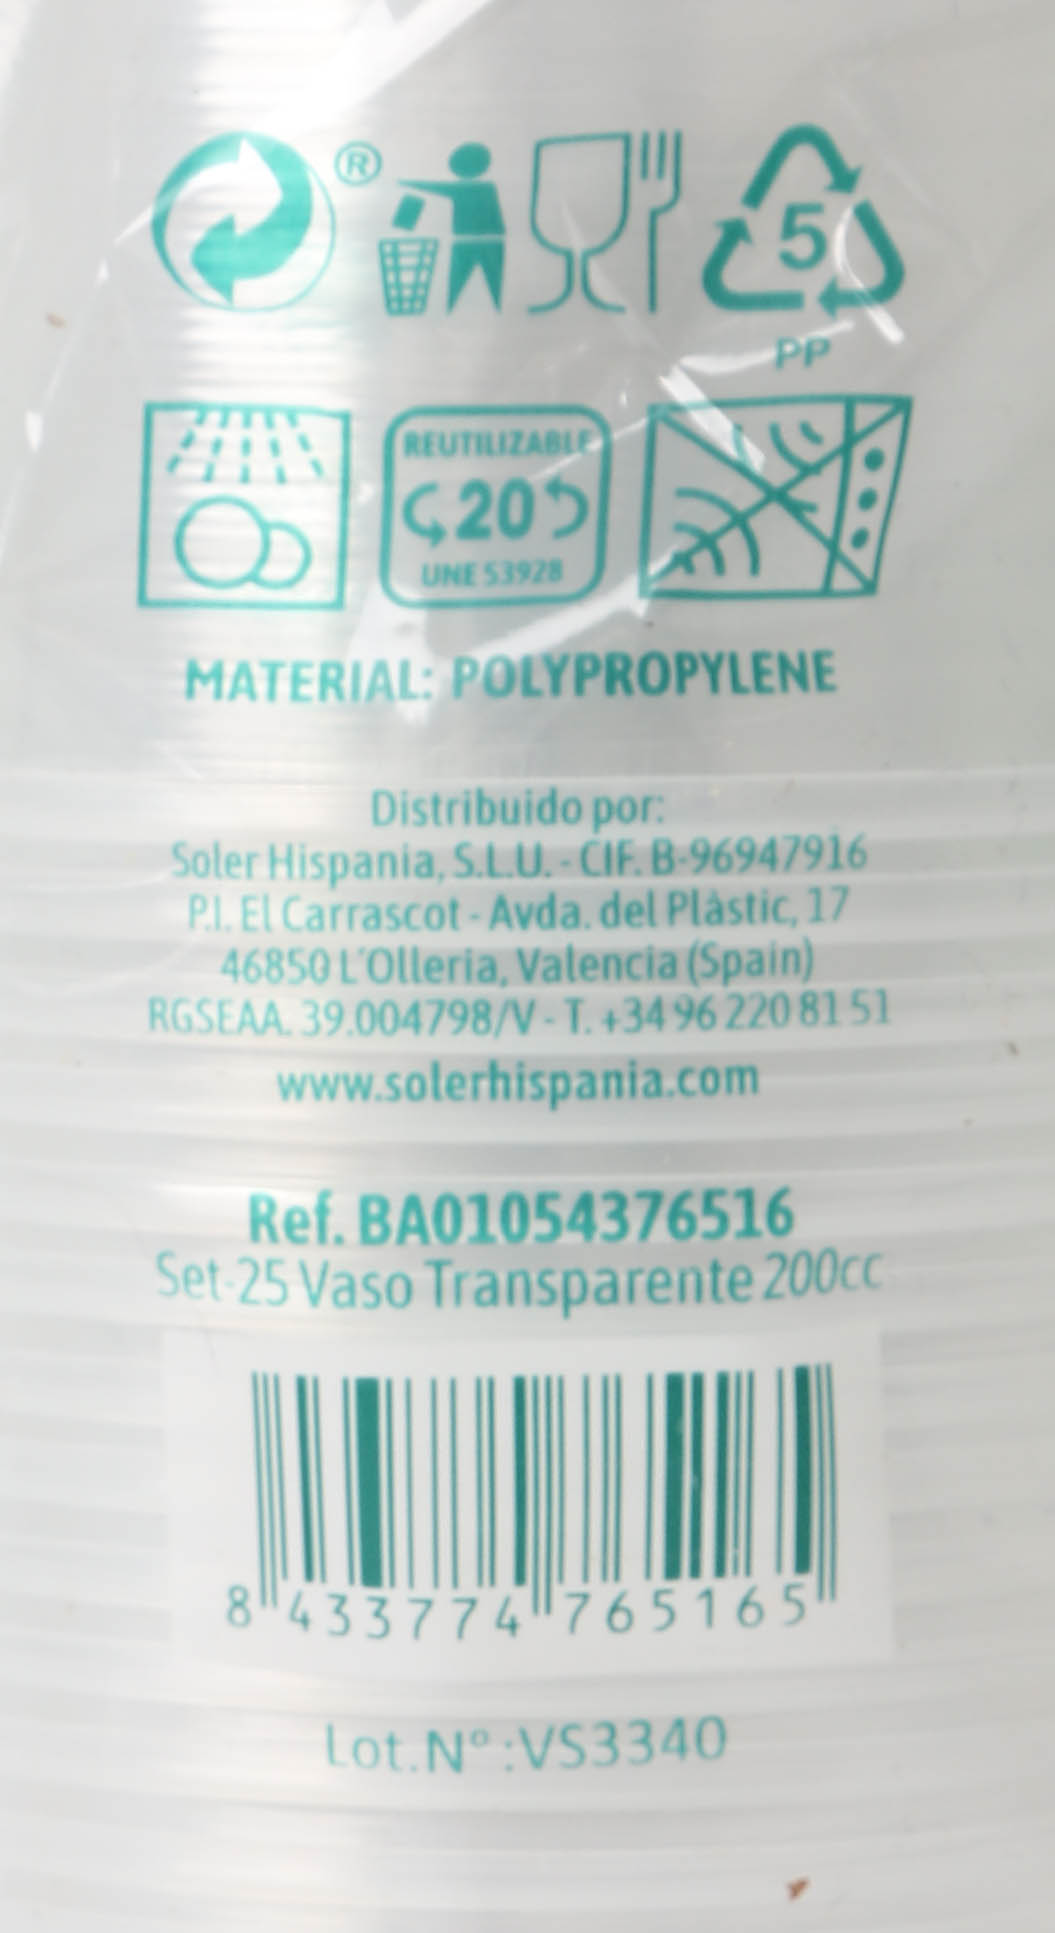 ®
5
PP
REUTILIZABLE
20
UNE 53928
MATERIAL: POLYPROPYLENE
Distribuido por:
Soler Hispania, S.L.U. - CIF. B-96947916
P.I. El Carrascot - Avda. del Plàstic, 17
46850 L´Olleria, Valencia (Spain)
RGSEAA. 39.004798/V - T. +34 96 220 81 51
www.solerhispania.com
Ref. BA01054376516
Set-25 Vaso Transparente 200cc
8 433774 765165
Lot.Nº:VS3340